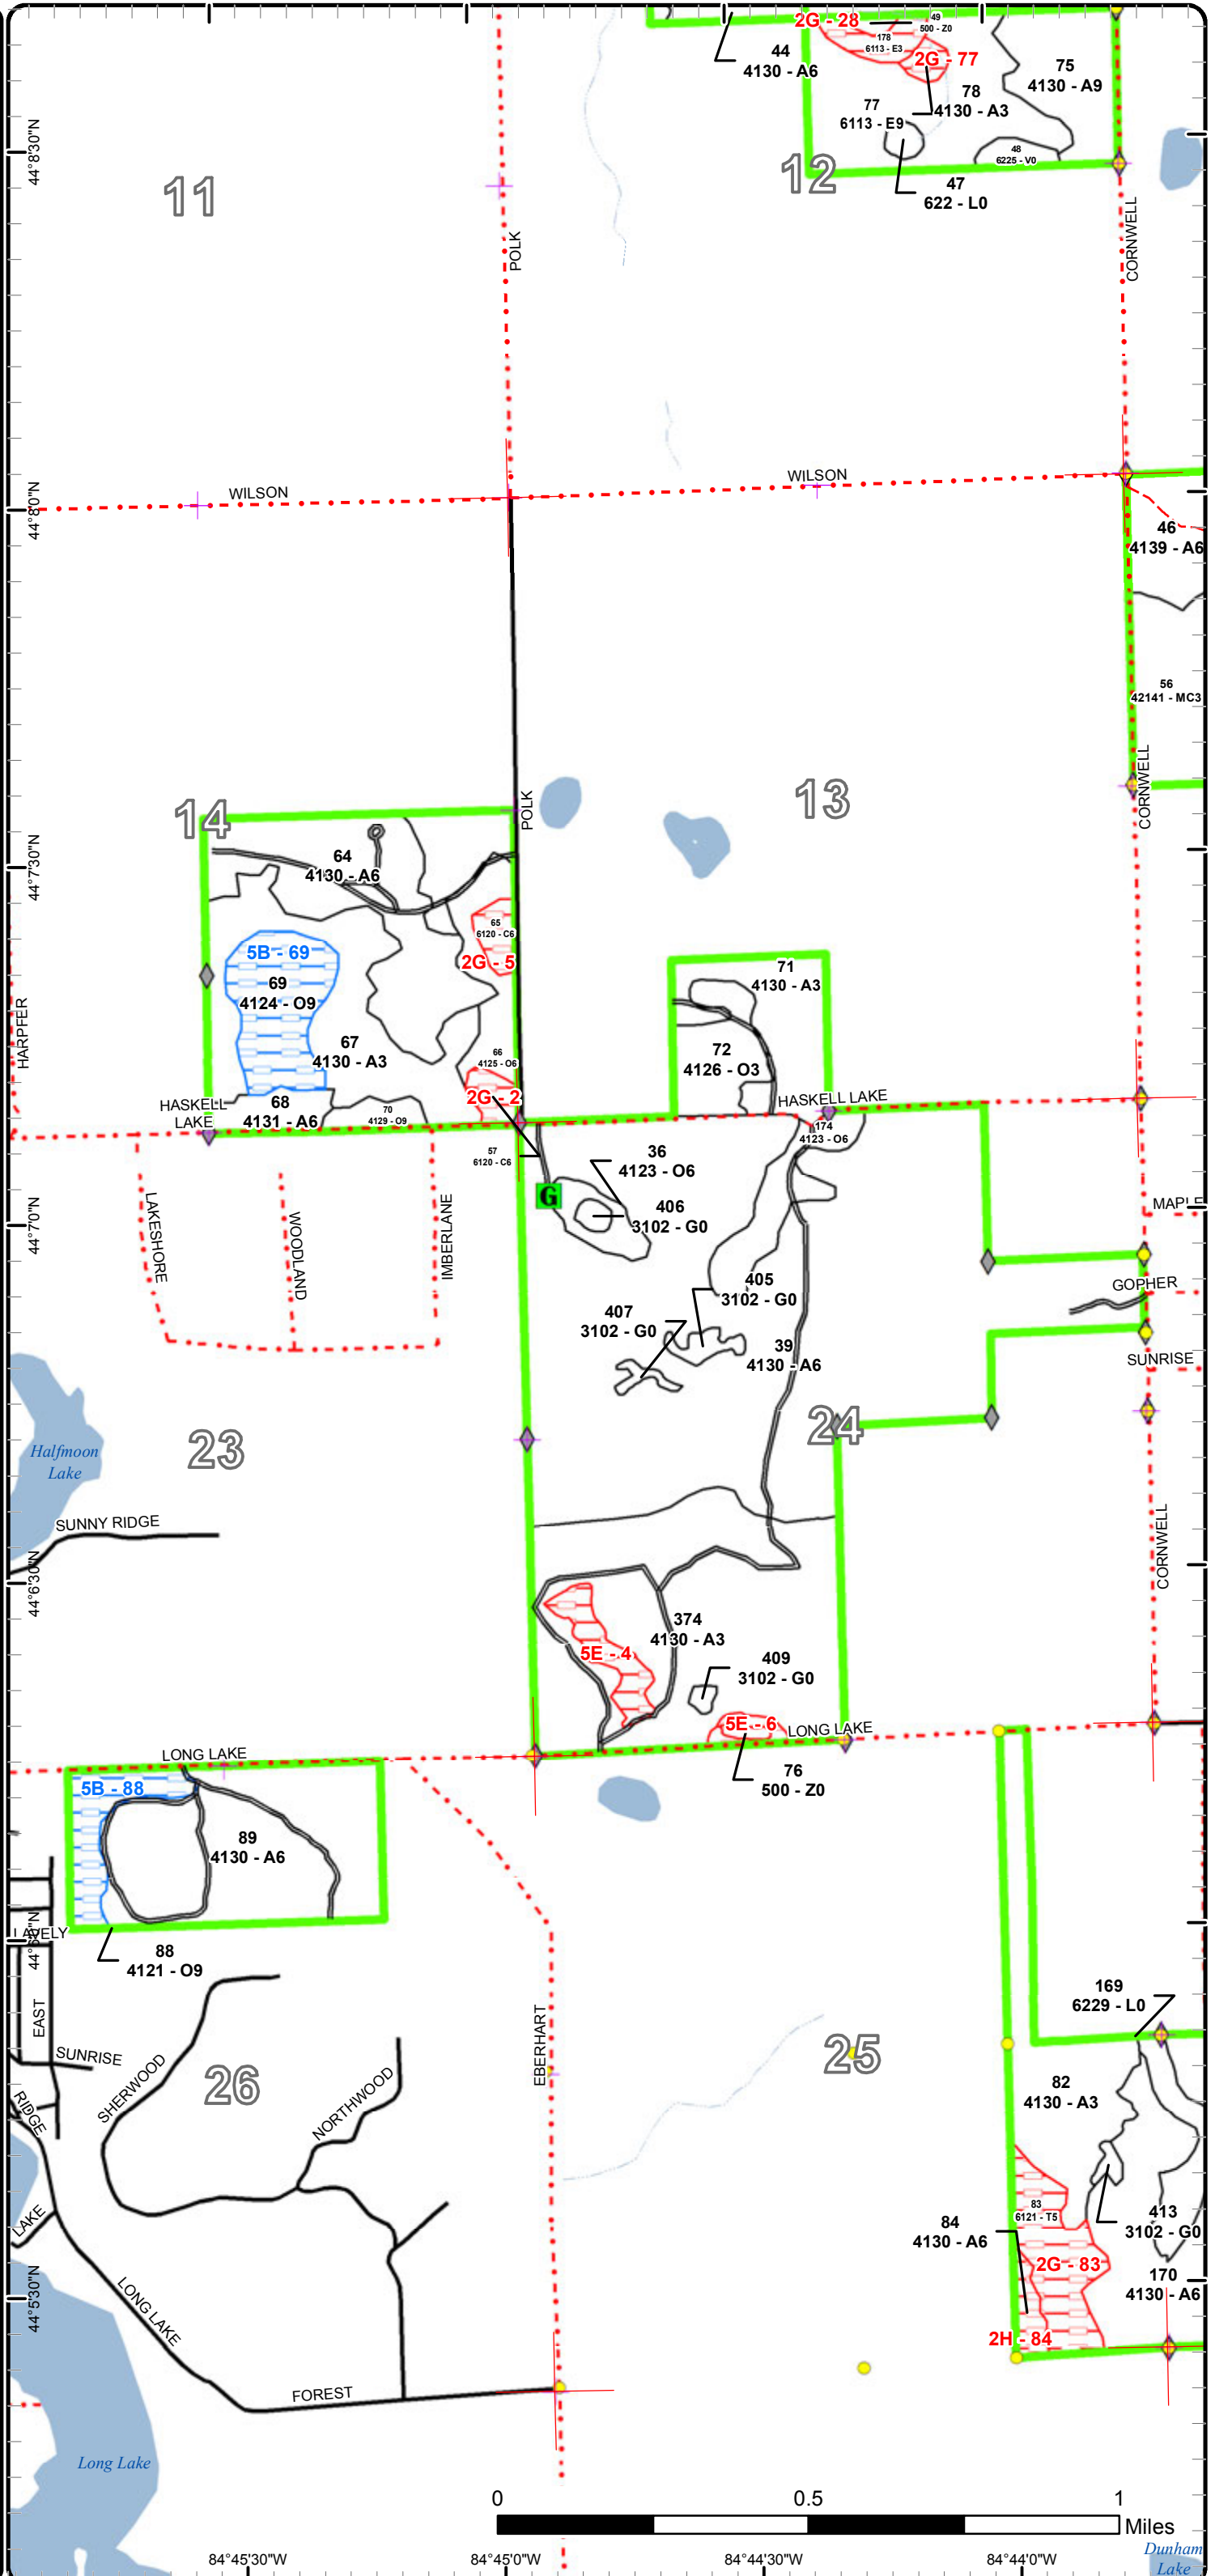 2G - 28
49
500 - Z0
178
6113 - E3
2G - 77
44
4130 - A6
75
4130 - A9
78
4130 - A3
77
6113 - E9
48
6225 - V0
44°8'30"N
11
12
47
622 - L0
POLK
CORNWELL
WILSON
WILSON
44°8'0"N
46
4139 - A6
56
42141 - MC3
13
14
POLK
CORNWELL
44°7'30"N
64
4130 - A6
65
6120 - C6
2G - 5
5B - 69
69
4124 - O9
71
4130 - A3
HARPFER
67
4130 - A3
66
4125 - O6
72
4126 - O3
2G - 2
HASKELL
LAKE
68
4131 - A6
70
4129 - O9
HASKELL LAKE
174
4123 - O6
57
6120 - C6
36
4123 - O6
G
406
3102 - G0
44°7'0"N
LAKESHORE
WOODLAND
IMBERLANE
MAPLE
405
3102 - G0
GOPHER
407
3102 - G0
39
4130 - A6
SUNRISE
24
23
Halfmoon
Lake
SUNNY RIDGE
CORNWELL
44°6'30"N
374
4130 - A3
5E - 4
409
3102 - G0
5E - 6
LONG LAKE
LONG LAKE
76
500 - Z0
5B - 88
89
4130 - A6
LAVELY
88
4121 - O9
169
6229 - L0
EAST
EBERHART
SUNRISE
25
26
SHERWOOD
NORTHWOOD
RIDGE
82
4130 - A3
83
6121 - T5
413
3102 - G0
84
4130 - A6
LAKE
2G - 83
170
4130 - A6
44°5'30"N
LONG LAKE
2H - 84
FOREST
Long Lake
0
0.5
1
Miles
Dunham
Lake
84°45'30"N
84°45'0"N
84°44'30"N
84°44'0"N